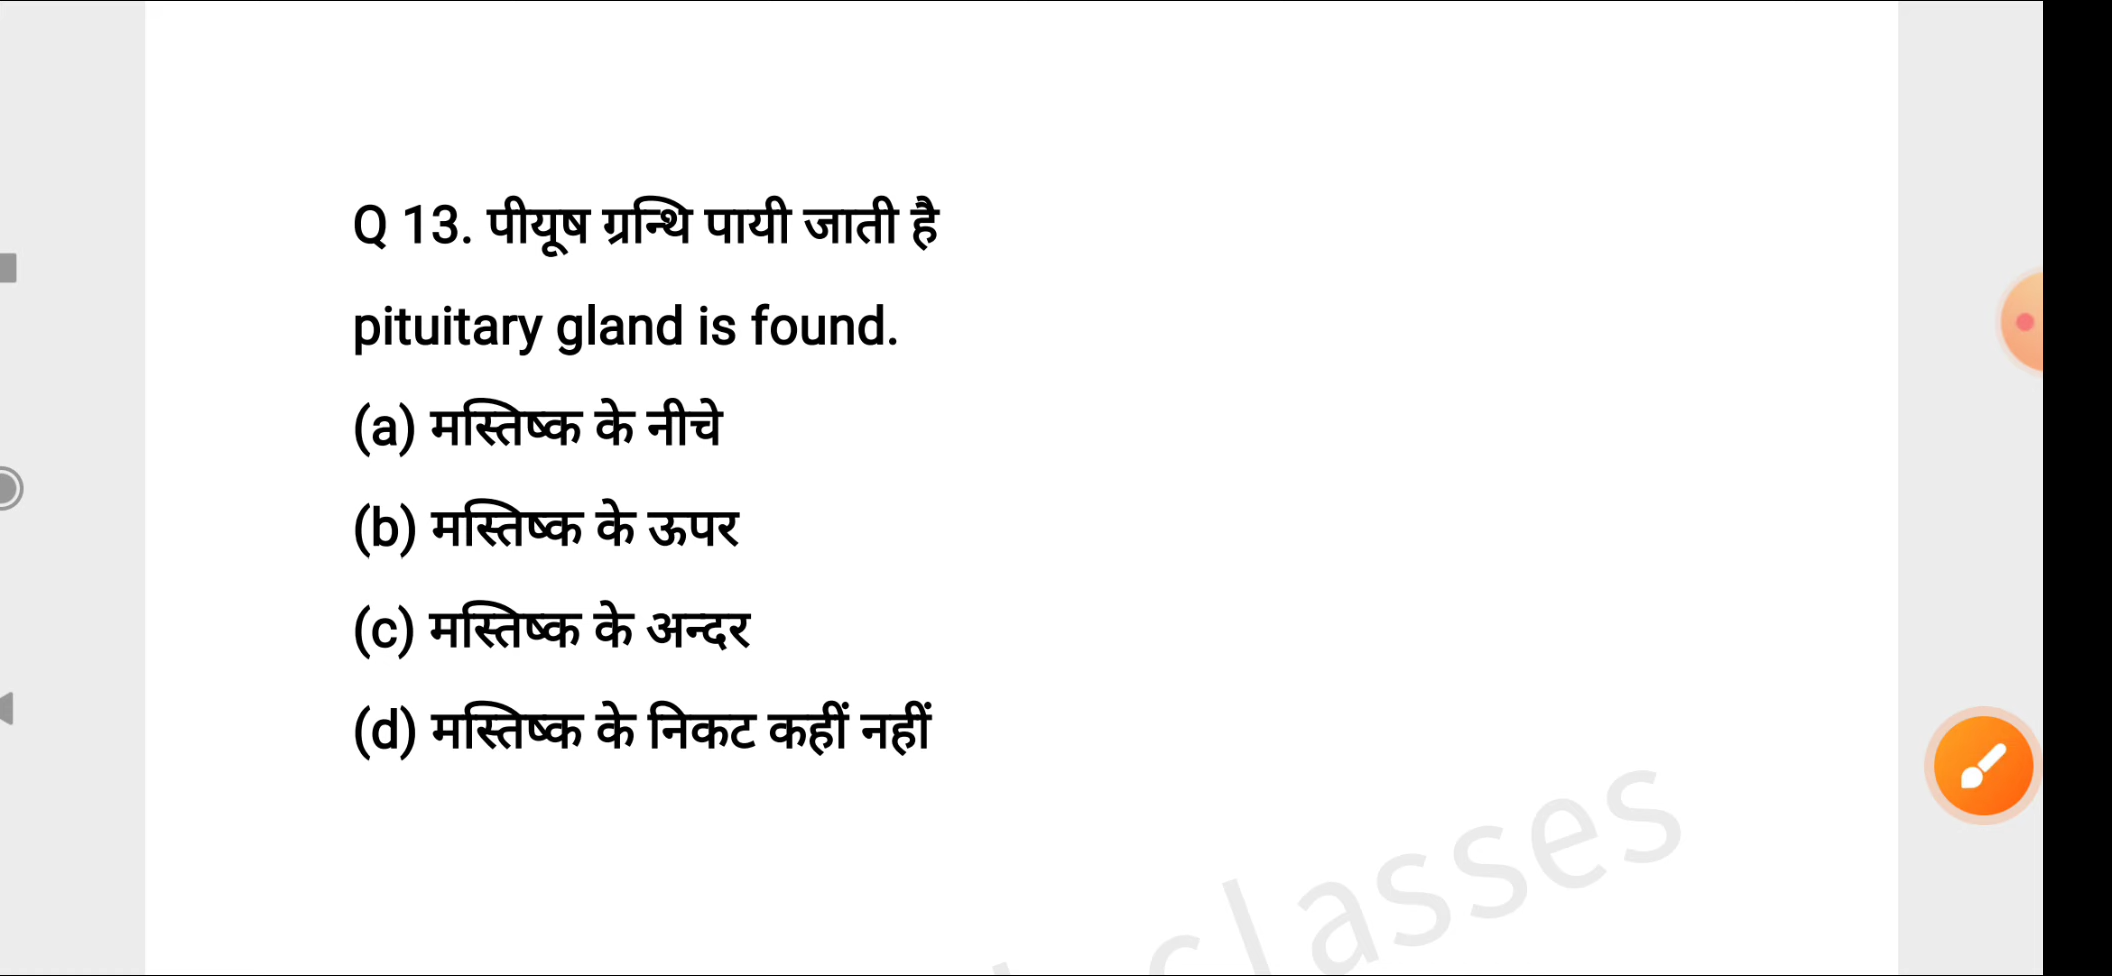 Q 13. पीयूष ग्रन्थि पायी जाती है
pituitary gland is found.
(a) मस्तिष्क के नीचे
(b) मस्तिष्क के ऊपर
(c) मस्तिष्क के अन्दर
(d) मस्तिष्क के निकट कहीं नहीं
classes